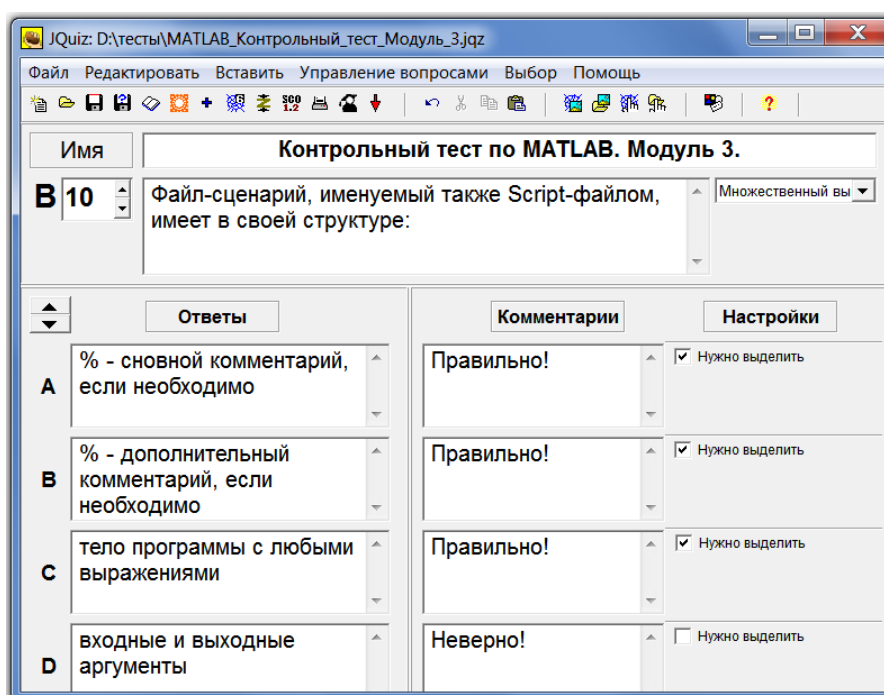 JQuiz: D:\тесты\MATLAB_Контрольный_тест_Модуль_3.jqz
Файл Редактировать Вставить Управление вопросами Выбор Помощь
SCO 1.2 ?
Имя Контрольный тест по MATLAB. Модуль 3.
В 10 Файл-сценарий, именуемый также Script-файлом, Множественный вы
имеет в своей структуре:
Ответы Комментарии Настройки
A % - сновной комментарий, Правильно! Нужно выделить
если необходимо
B % - дополнительный Правильно! Нужно выделить
комментарий, если
необходимо
C тело программы с любыми Правильно! Нужно выделить
выражениями
D входные и выходные Неверно! Нужно выделить
аргументы